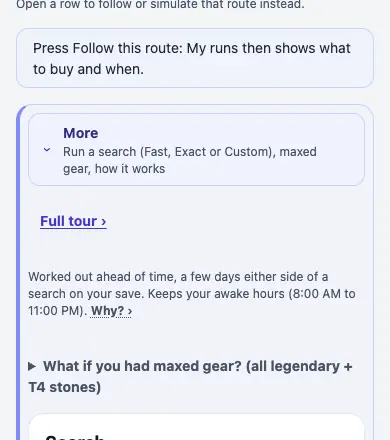 Open a row to follow or simulate that route instead.
Press Follow this route: My runs then shows what
to buy and when.
More
Run a search (Fast, Exact or Custom), maxed
gear, how it works
Full tour ›
Worked out ahead of time, a few days either side of a
search on your save. Keeps your awake hours (8:00 AM to
11:00 PM). Why? ›
What if you had maxed gear? (all legendary +
T4 stones)
Search